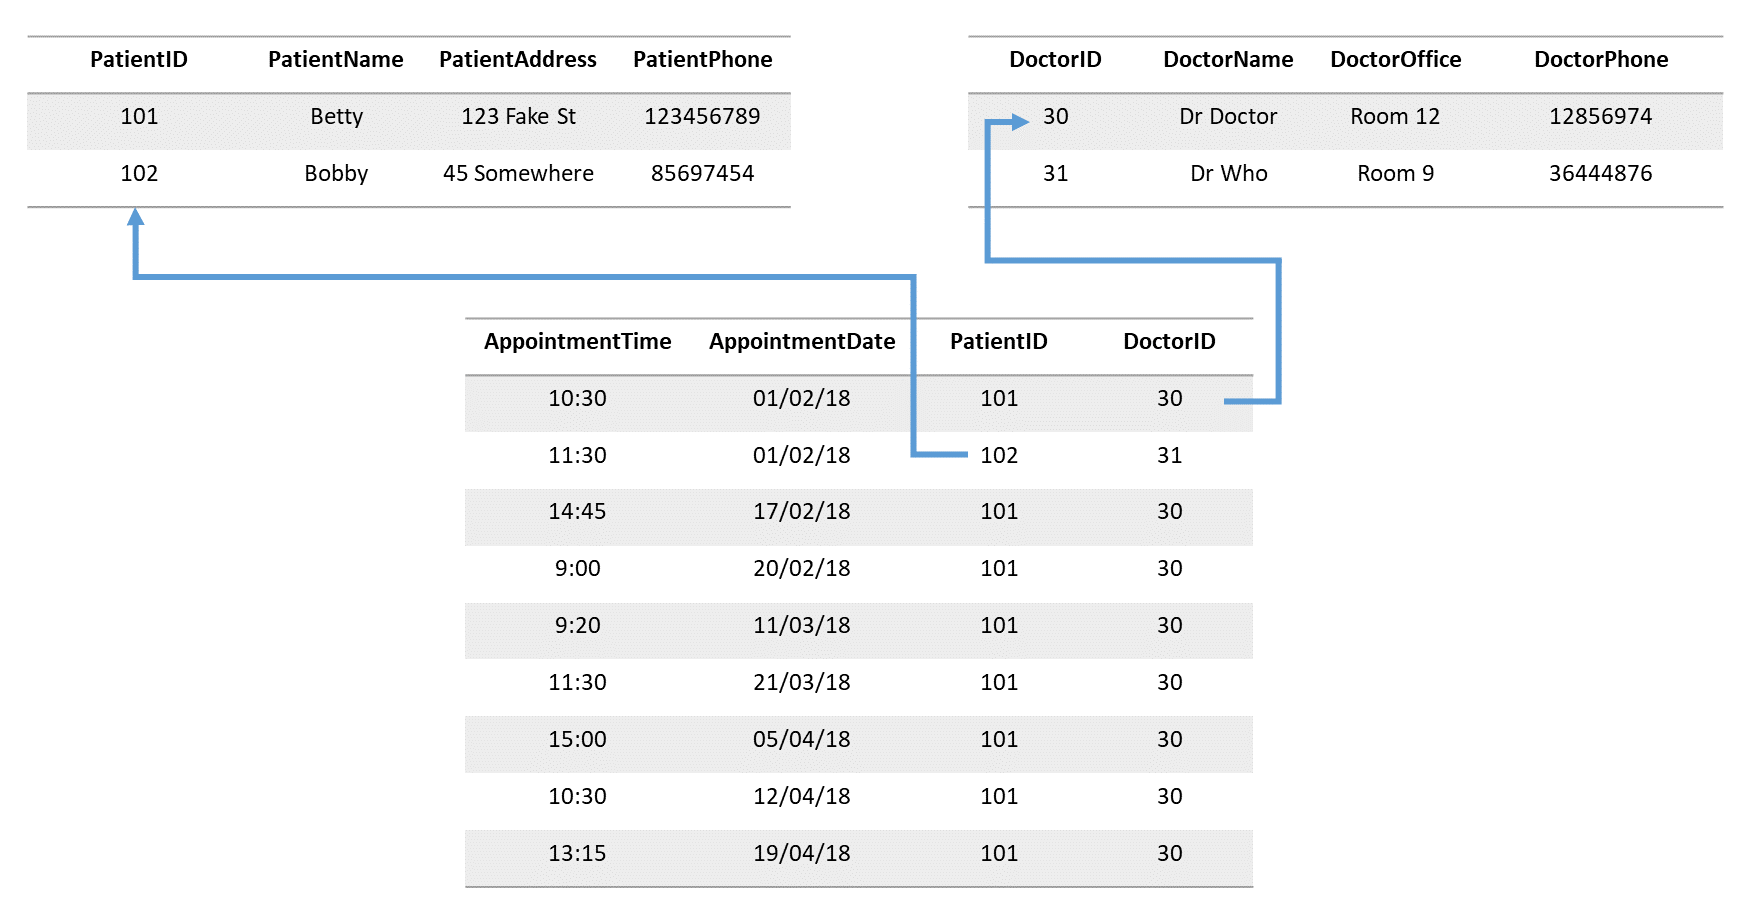 PatientID PatientName PatientAddress PatientPhone
101 Betty 123 Fake St 123456789
102 Bobby 45 Somewhere 85697454
DoctorID DoctorName DoctorOffice DoctorPhone
30 Dr Doctor Room 12 12856974
31 Dr Who Room 9 36444876
AppointmentTime AppointmentDate PatientID DoctorID
10:30 01/02/18 101 30
11:30 01/02/18 102 31
14:45 17/02/18 101 30
9:00 20/02/18 101 30
9:20 11/03/18 101 30
11:30 21/03/18 101 30
15:00 05/04/18 101 30
10:30 12/04/18 101 30
13:15 19/04/18 101 30